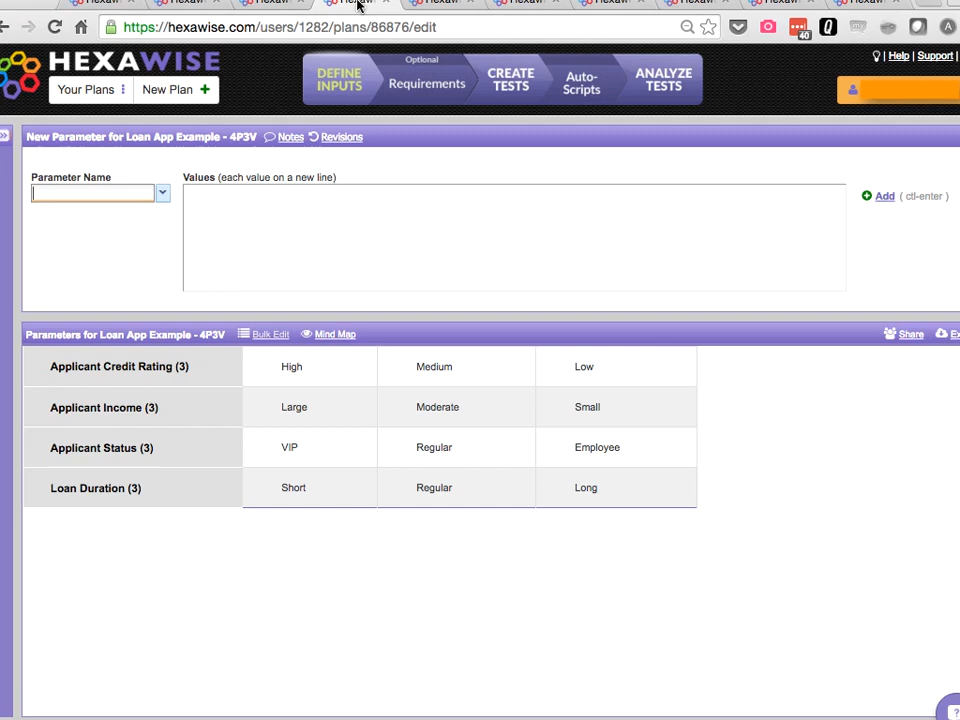 https://hexawise.com/users/1282/plans/86876/edit
40
my
A
HEXAWISE
Your Plans
New Plan
DEFINE INPUTS
Optional
Requirements
CREATE TESTS
Auto-Scripts
ANALYZE TESTS
Help | Support |
New Parameter for Loan App Example - 4P3V Notes Revisions
Parameter Name
Values (each value on a new line)
Add ( ctl-enter )
Parameters for Loan App Example - 4P3V Bulk Edit Mind Map
Share
Applicant Credit Rating (3) High Medium Low
Applicant Income (3) Large Moderate Small
Applicant Status (3) VIP Regular Employee
Loan Duration (3) Short Regular Long
?